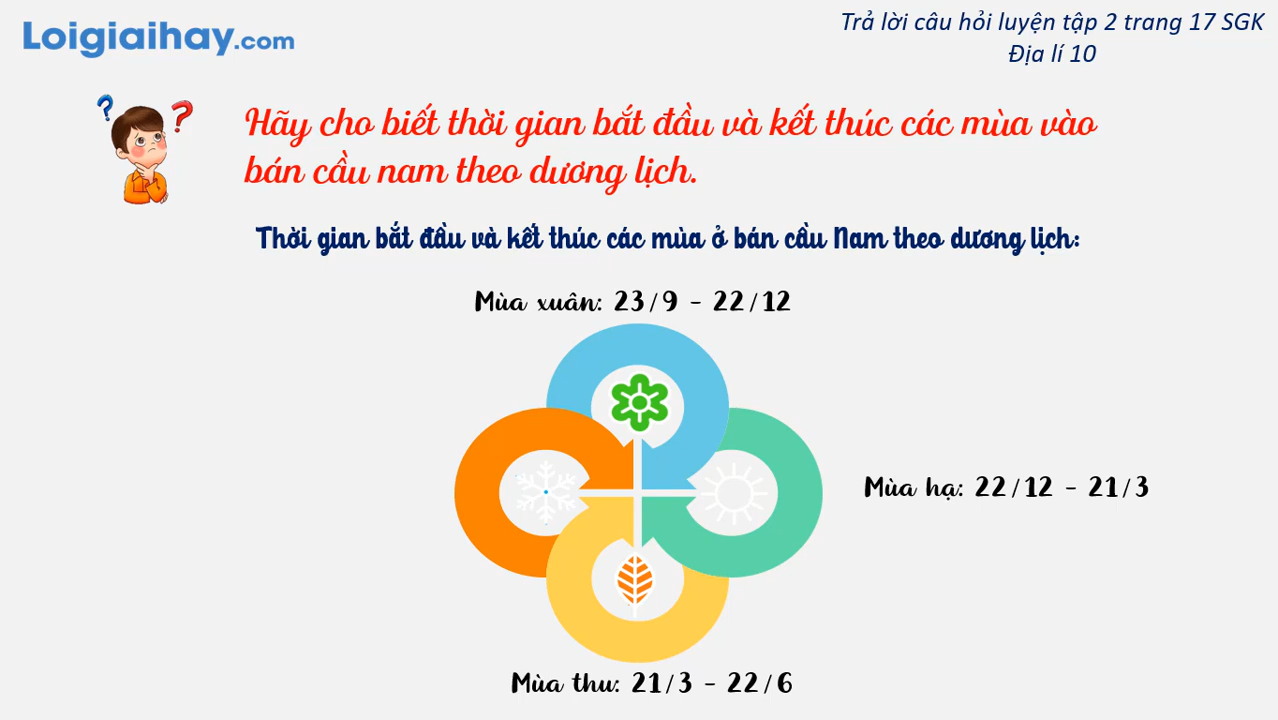 Loigiaihay.com
Trả lời câu hỏi luyện tập 2 trang 17 SGK
Địa lí 10
? ?
Hãy cho biết thời gian bắt đầu và kết thúc các mùa vào
bán cầu nam theo dương lịch.
Thời gian bắt đầu và kết thúc các mùa ở bán cầu Nam theo dương lịch:
Mùa xuân: 23/9 - 22/12
Mùa hạ: 22/12 - 21/3
Mùa thu: 21/3 - 22/6